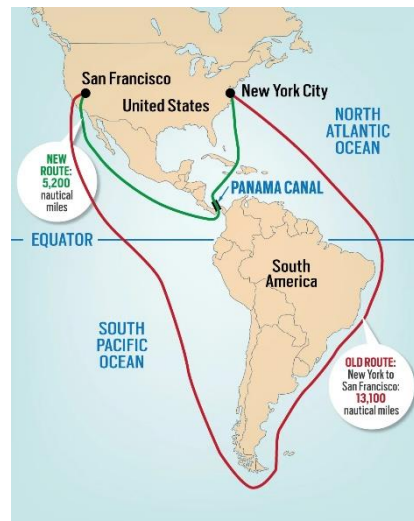 San Francisco
New York City
United States
NORTH
ATLANTIC
OCEAN
NEW
ROUTE:
5,200
nautical
miles
PANAMA CANAL
EQUATOR
South
America
SOUTH
PACIFIC
OCEAN
OLD ROUTE:
New York to
San Francisco:
13,100
nautical miles